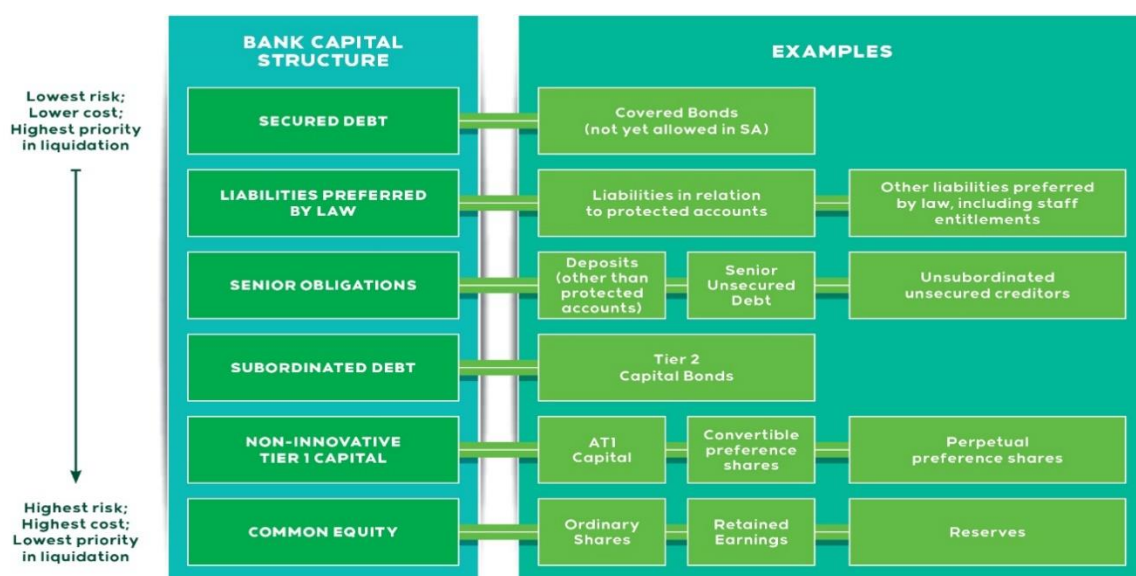 BANK CAPITAL
STRUCTURE
EXAMPLES
Lowest risk;
Lower cost;
Highest priority
in liquidation
SECURED DEBT
Covered Bonds
(not yet allowed in SA)
LIABILITIES PREFERRED
BY LAW
Liabilities in relation
to protected accounts
Other liabilities preferred
by law, including staff
entitlements
SENIOR OBLIGATIONS
Deposits
(other than
protected
accounts)
Senior
Unsecured
Debt
Unsubordinated
unsecured creditors
SUBORDINATED DEBT
Tier 2
Capital Bonds
NON-INNOVATIVE
TIER 1 CAPITAL
AT1
Capital
Convertible
preference
shares
Perpetual
preference shares
Highest risk;
Highest cost;
Lowest priority
in liquidation
COMMON EQUITY
Ordinary
Shares
Retained
Earnings
Reserves